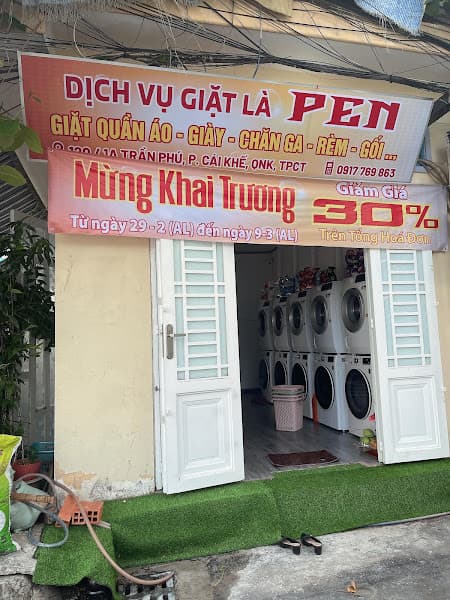 DỊCH VỤ GIẶT LÀ PEN
GIẶT QUẦN ÁO - GIÀY - CHĂN GA - RÈM - GỐI...
120/1A TRẦN PHÚ, P. CÁI KHẾ, QNK, TPCT 0917 769 863
Mừng Khai Trương
Giảm Giá
30%
Từ ngày 29 - 2 (AL) đến ngày 9-3 (AL)
Trên Tổng Hoá Đơn